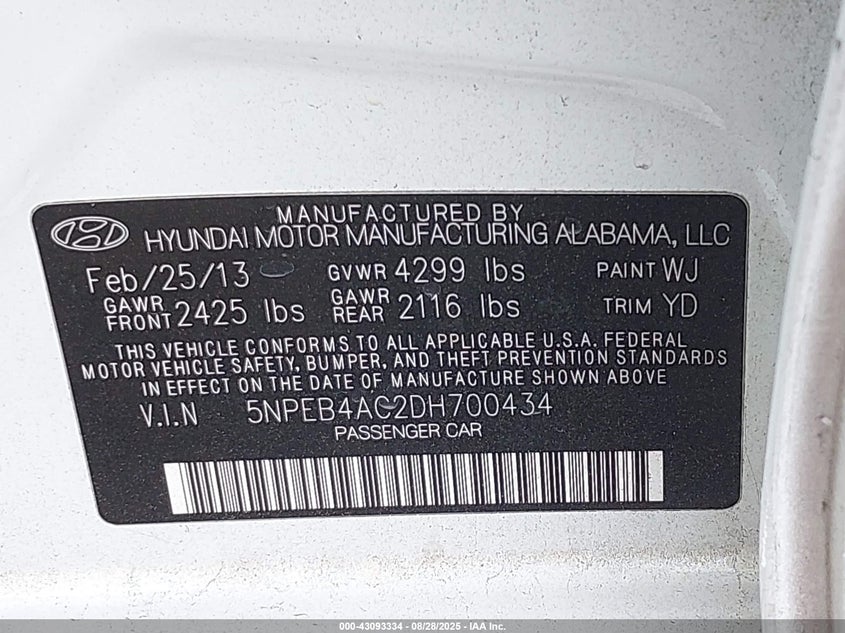 MANUFACTURED BY
HYUNDAI MOTOR MANUFACTURING ALABAMA, LLC
Feb/25/13 GVWR 4299 lbs PAINT WJ
GAWR FRONT 2425 lbs GAWR REAR 2116 lbs TRIM YD
THIS VEHICLE CONFORMS TO ALL APPLICABLE U.S.A. FEDERAL
MOTOR VEHICLE SAFETY, BUMPER, AND THEFT PREVENTION STANDARDS
IN EFFECT ON THE DATE OF MANUFACTURE SHOWN ABOVE
V.I.N 5NPEB4AC2DH700434
PASSENGER CAR
000-43093334 - 08/28/2025 - IAA Inc.